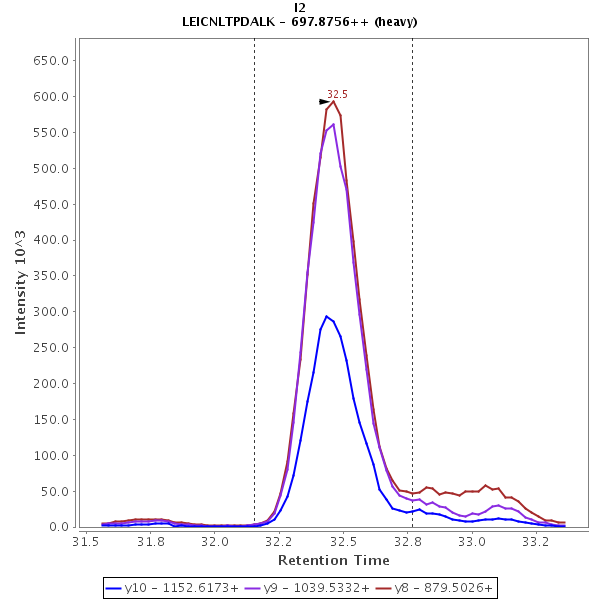 I2
LEICNLTPDALK - 697.8756++ (heavy)
650.0
600.0
550.0
500.0
450.0
400.0
350.0
300.0
250.0
200.0
150.0
100.0
50.0
0.0
Intensity 10^3
32.5
31.5 31.8 32.0 32.2 32.5 32.8 33.0 33.2
Retention Time
y10 - 1152.6173+ y9 - 1039.5332+ y8 - 879.5026+